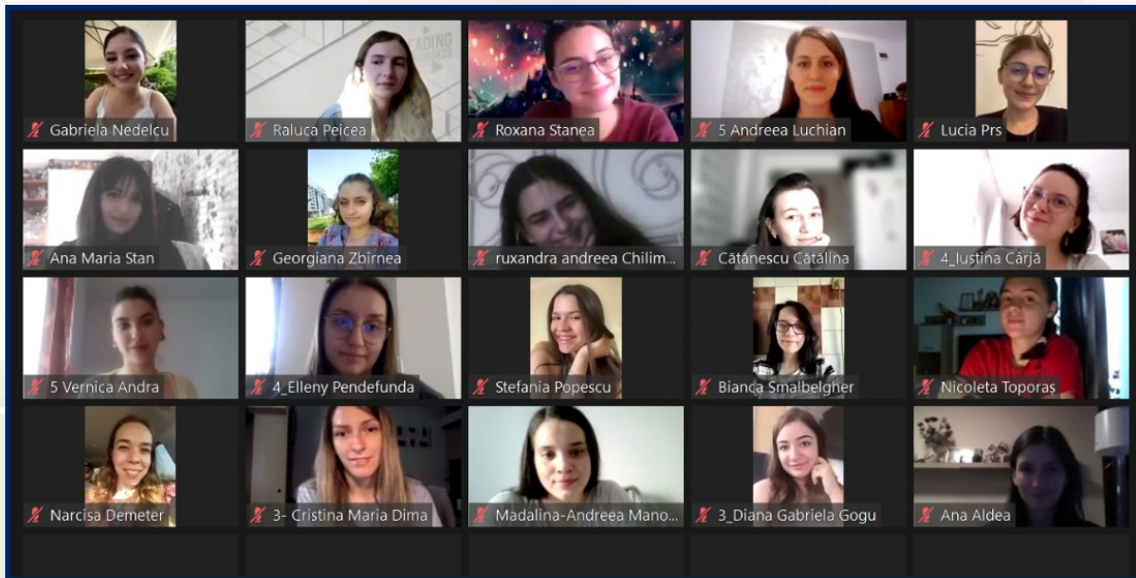 EADING
Gabriela Nedelcu
Raluca Peicea
Roxana Stanea
5 Andreea Luchian
Lucia Prs
Ana Maria Stan
Georgiana Zbîrnea
ruxandra andreea Chilim...
Cătănescu Cătălina
4_Iustina Cârjă
5 Vernica Andra
4_Elleny Pendefunda
Stefania Popescu
Bianca Smalbelgher
Nicoleta Toporaș
Narcisa Demeter
3- Cristina Maria Dima
Madalina-Andreea Mano...
3_Diana Gabriela Gogu
Ana Aldea